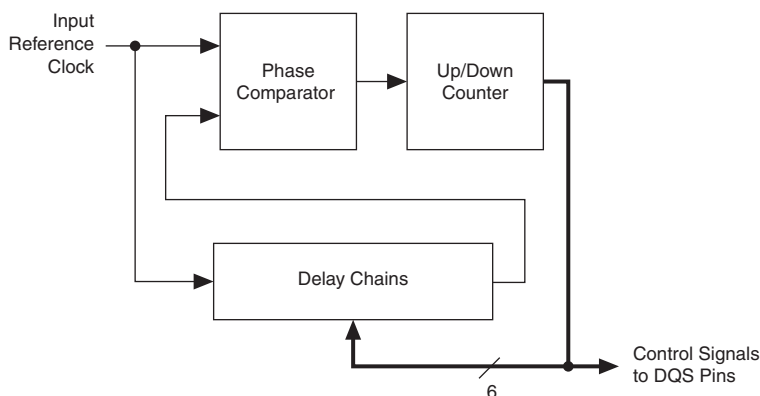 Input
Reference
Clock
Phase
Comparator
Up/Down
Counter
Delay Chains
6
Control Signals
to DQS Pins